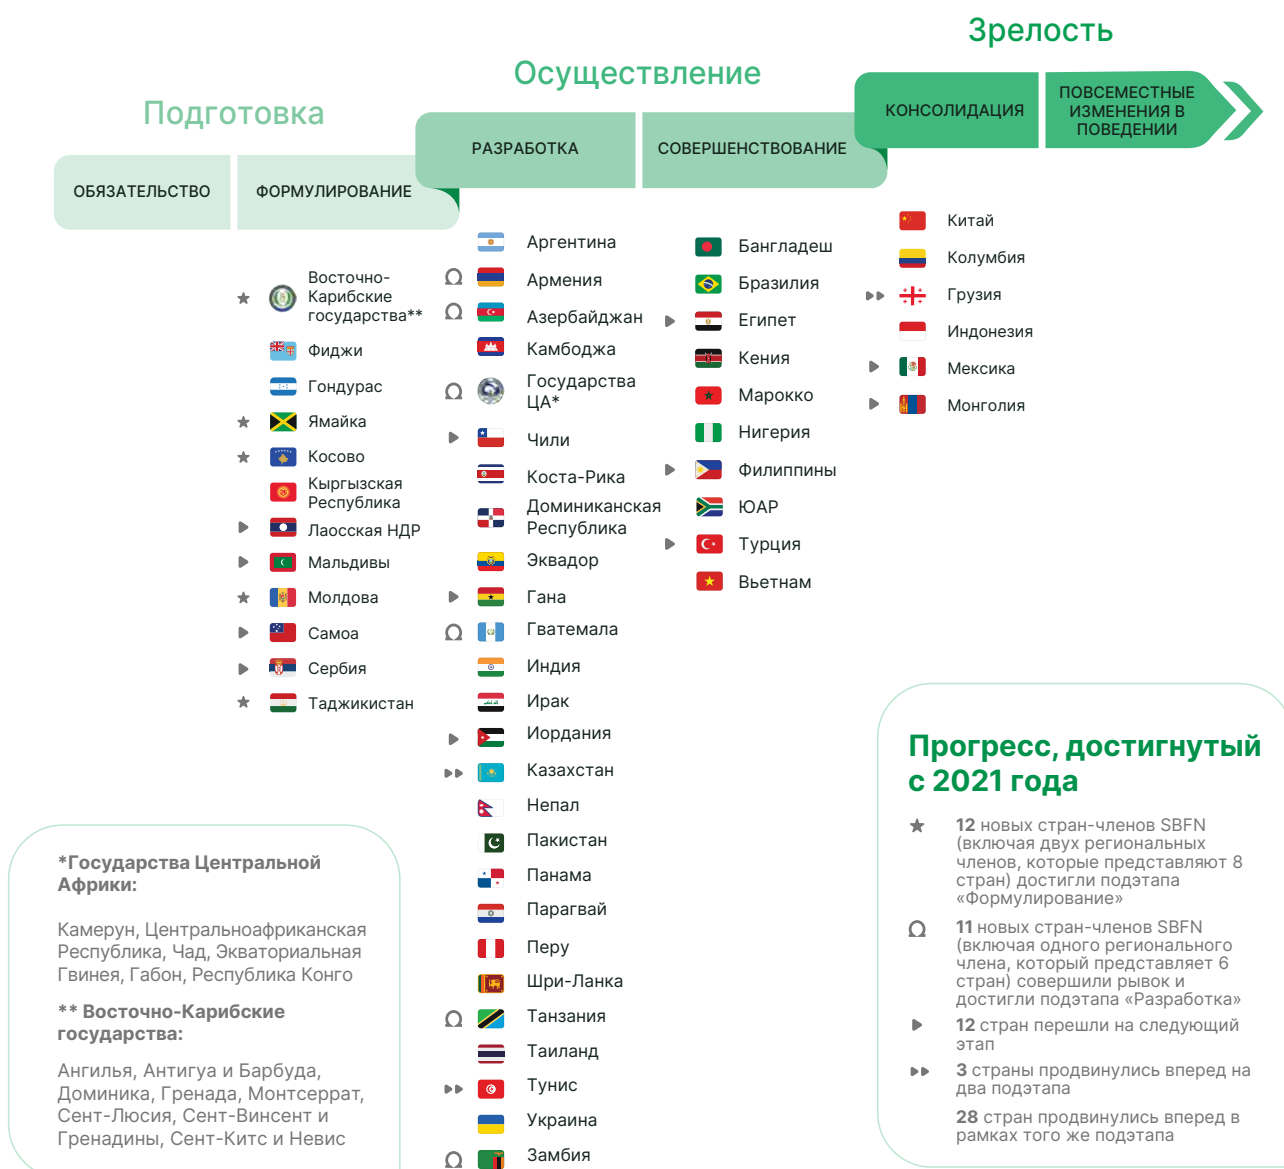 Зрелость
Осуществление
Подготовка
КОНСОЛИДАЦИЯ
ПОВСЕМЕСТНЫЕ
ИЗМЕНЕНИЯ В
ПОВЕДЕНИИ
РАЗРАБОТКА
СОВЕРШЕНСТВОВАНИЕ
ОБЯЗАТЕЛЬСТВО
ФОРМУЛИРОВАНИЕ
Восточно-
Карибские
государства**
Фиджи
Гондурас
Ямайка
Косово
Кыргызская
Республика
Лаосская НДР
Мальдивы
Молдова
Самоа
Сербия
Таджикистан
Аргентина
Армения
Азербайджан
Камбоджа
Государства
ЦА*
Чили
Коста-Рика
Доминиканская
Республика
Эквадор
Гана
Гватемала
Индия
Ирак
Иордания
Казахстан
Непал
Пакистан
Панама
Парагвай
Перу
Шри-Ланка
Танзания
Таиланд
Тунис
Украина
Замбия
Бангладеш
Бразилия
Египет
Кения
Марокко
Нигерия
Филиппины
ЮАР
Турция
Вьетнам
Китай
Колумбия
Грузия
Индонезия
Мексика
Монголия
*Государства Центральной
Африки:
Камерун, Центральноафриканская
Республика, Чад, Экваториальная
Гвинея, Габон, Республика Конго
** Восточно-Карибские
государства:
Ангилья, Антигуа и Барбуда,
Доминика, Гренада, Монтсеррат,
Сент-Люсия, Сент-Винсент и
Гренадины, Сент-Китс и Невис
Прогресс, достигнутый
с 2021 года
12 новых стран-членов SBFN
(включая двух региональных
членов, которые представляют 8
стран) достигли подэтапа
«Формулирование»
11 новых стран-членов SBFN
(включая одного регионального
члена, который представляет 6
стран) совершили рывок и
достигли подэтапа «Разработка»
12 стран перешли на следующий
этап
3 страны продвинулись вперед на
два подэтапа
28 стран продвинулись вперед в
рамках того же подэтапа